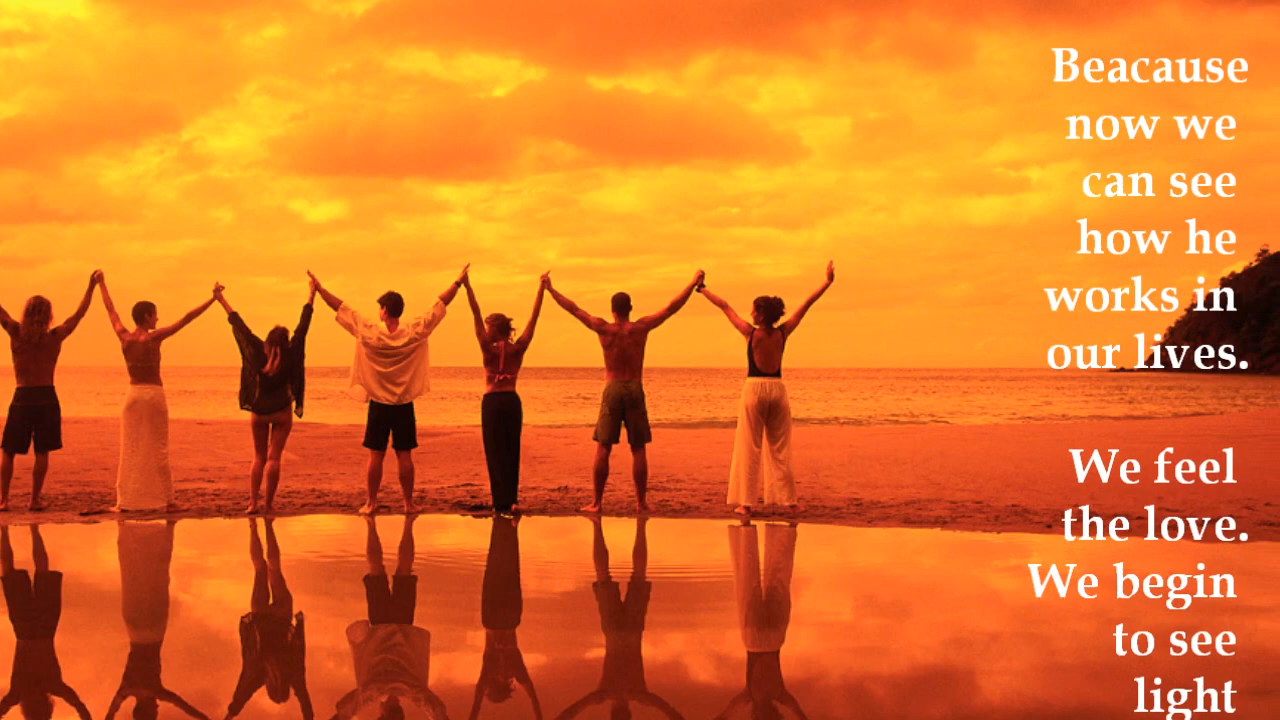 Beacause
now we
can see
how he
works in
our lives.
We feel
the love.
We begin
to see
light